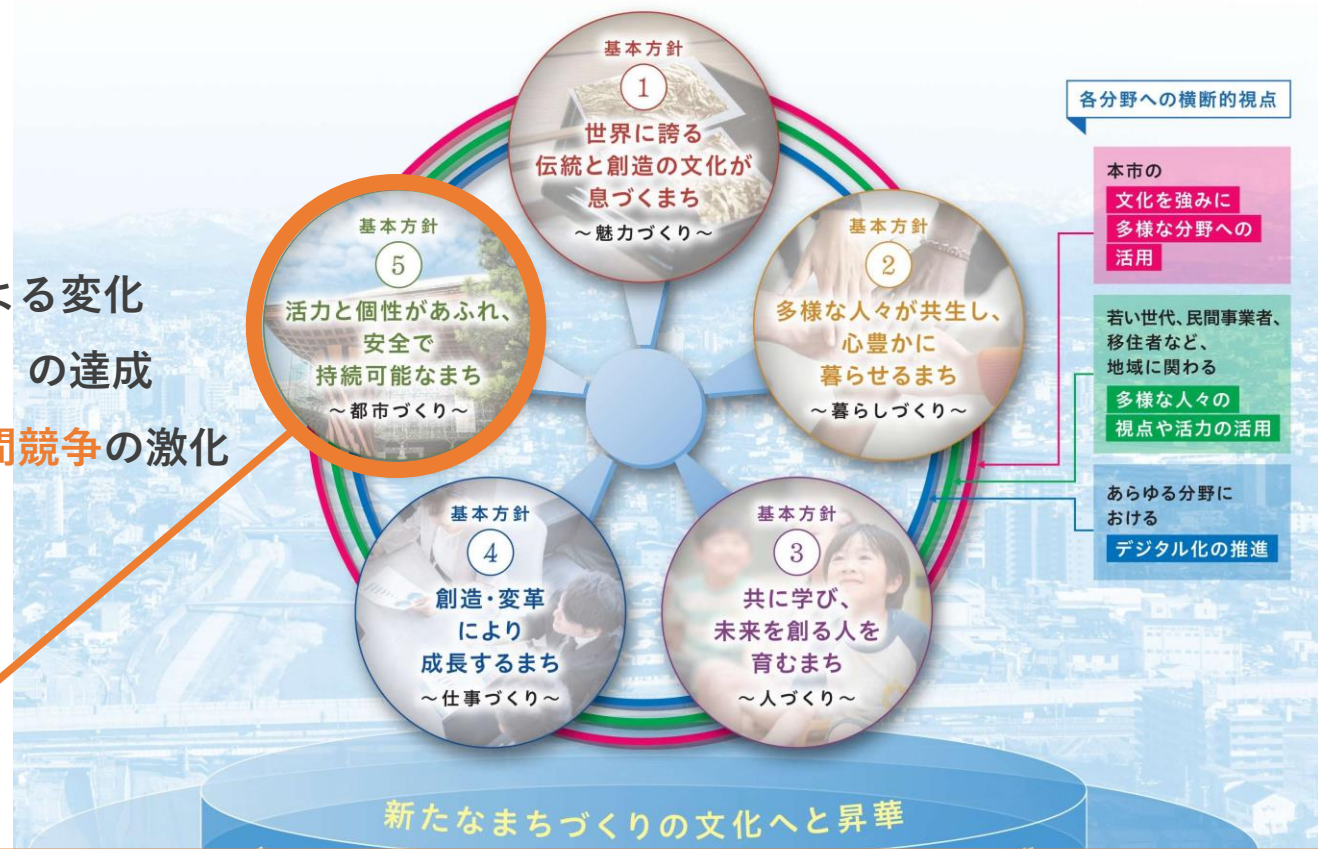 基本方針
1
世界に誇る
伝統と創造の文化が
息づくまち
～魅力づくり～
基本方針
2
多様な人々が共生し、
心豊かに
暮らせるまち
～暮らしづくり～
基本方針
3
共に学び、
未来を創る人を
育むまち
～人づくり～
基本方針
4
創造・変革
により
成長するまち
～仕事づくり～
基本方針
5
活力と個性があふれ、
安全で
持続可能なまち
～都市づくり～
よる変化
の達成
間競争の激化
各分野への横断的視点
本市の
文化を強みに
多様な分野への
活用
若い世代、民間事業者、
移住者など、
地域に関わる
多様な人々の
視点や活力の活用
あらゆる分野に
おける
デジタル化の推進
新たなまちづくりの文化へと昇華